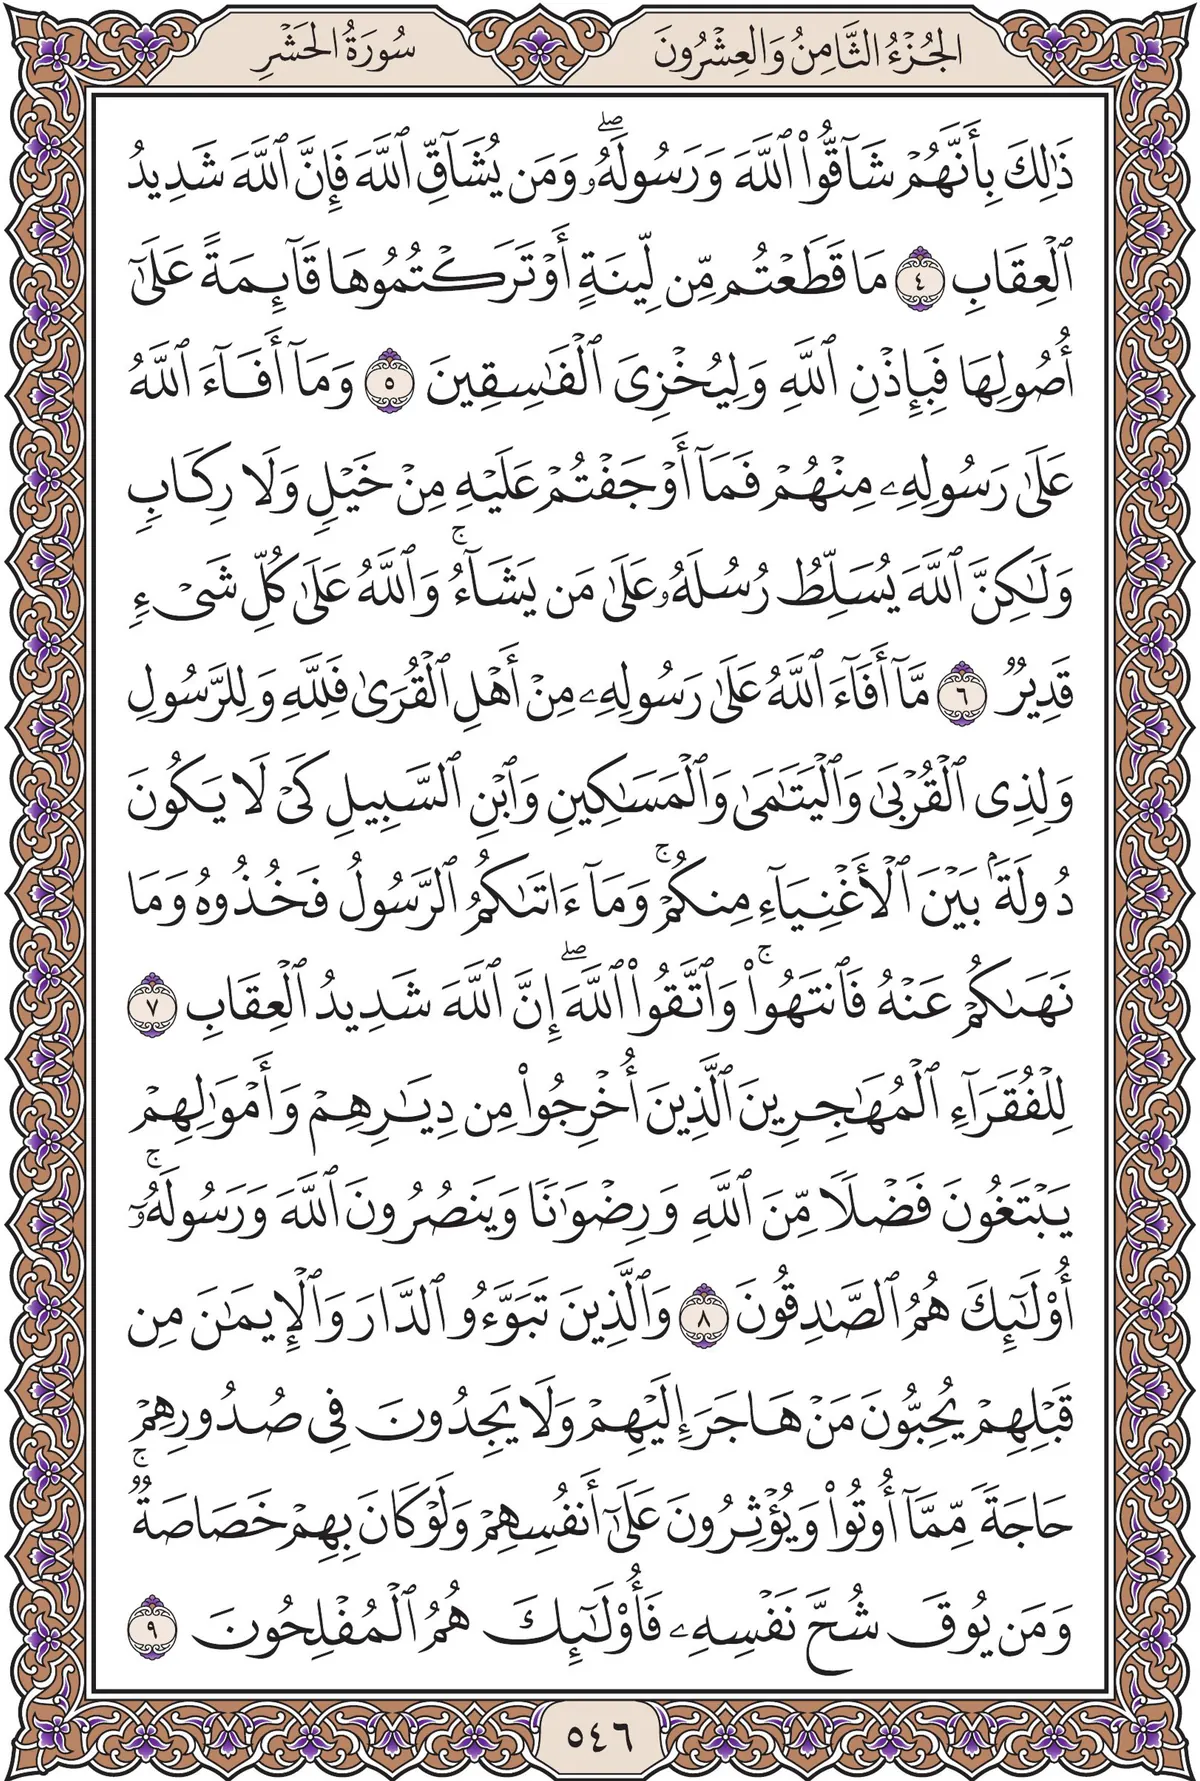 الجُزْءُ الثَّامِنُ وَالعِشْرُونَ
سُورَةُ الحَشْرِ
ذَٰلِكَ بِأَنَّهُمْ شَآقُّوا۟ ٱللَّهَ وَرَسُولَهُۥ ۖ وَمَن يُشَآقِّ ٱللَّهَ فَإِنَّ ٱللَّهَ شَدِيدُ
ٱلْعِقَابِ ٤ مَا قَطَعْتُم مِّن لِّينَةٍ أَوْ تَرَكْتُمُوهَا قَآئِمَةً عَلَىٰٓ
أُصُولِهَا فَبِإِذْنِ ٱللَّهِ وَلِيُخْزِىَ ٱلْفَـٰسِقِينَ ٥ وَمَآ أَفَآءَ ٱللَّهُ
عَلَىٰ رَسُولِهِۦ مِنْهُمْ فَمَآ أَوْجَفْتُمْ عَلَيْهِ مِنْ خَيْلٍ وَلَا رِكَابٍ
وَلَـٰكِنَّ ٱللَّهَ يُسَلِّطُ رُسُلَهُۥ عَلَىٰ مَن يَشَآءُ ۚ وَٱللَّهُ عَلَىٰ كُلِّ شَىْءٍ
قَدِيرٌ ٦ مَّآ أَفَآءَ ٱللَّهُ عَلَىٰ رَسُولِهِۦ مِنْ أَهْلِ ٱلْقُرَىٰ فَلِلَّهِ وَلِلرَّسُولِ
وَلِذِى ٱلْقُرْبَىٰ وَٱلْيَتَـٰمَىٰ وَٱلْمَسَـٰكِينِ وَٱبْنِ ٱلسَّبِيلِ كَىْ لَا يَكُونَ
دُولَةًۢ بَيْنَ ٱلْأَغْنِيَآءِ مِنكُمْ ۚ وَمَآ ءَاتَىٰكُمُ ٱلرَّسُولُ فَخُذُوهُ وَمَا
نَهَىٰكُمْ عَنْهُ فَٱنتَهُوا۟ ۚ وَٱتَّقُوا۟ ٱللَّهَ ۖ إِنَّ ٱللَّهَ شَدِيدُ ٱلْعِقَابِ ٧
لِلْفُقَرَآءِ ٱلْمُهَـٰجِرِينَ ٱلَّذِينَ أُخْرِجُوا۟ مِن دِيَـٰرِهِمْ وَأَمْوَٰلِهِمْ
يَبْتَغُونَ فَضْلًا مِّنَ ٱللَّهِ وَرِضْوَٰنًا وَيَنصُرُونَ ٱللَّهَ وَرَسُولَهُۥٓ ۚ
أُو۟لَـٰٓئِكَ هُمُ ٱلصَّـٰدِقُونَ ٨ وَٱلَّذِينَ تَبَوَّءُو ٱلدَّارَ وَٱلْإِيمَـٰنَ مِن
قَبْلِهِمْ يُحِبُّونَ مَنْ هَاجَرَ إِلَيْهِمْ وَلَا يَجِدُونَ فِى صُدُورِهِمْ
حَاجَةً مِّمَّآ أُوتُوا۟ وَيُؤْثِرُونَ عَلَىٰٓ أَنفُسِهِمْ وَلَوْ كَانَ بِهِمْ خَصَاصَةٌ ۚ
وَمَن يُوقَ شُحَّ نَفْسِهِۦ فَأُو۟لَـٰٓئِكَ هُمُ ٱلْمُفْلِحُونَ ٩
٥٤٦